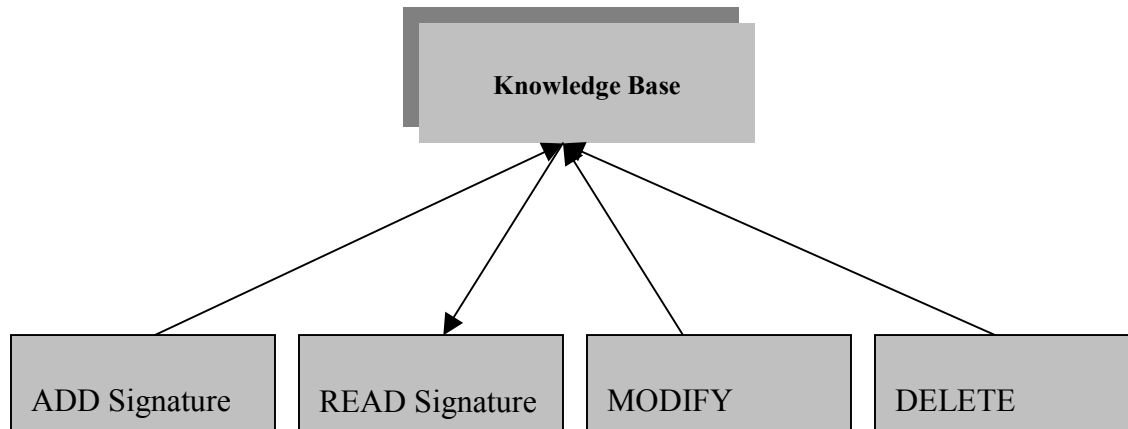 Knowledge Base
ADD Signature
READ Signature
MODIFY
DELETE